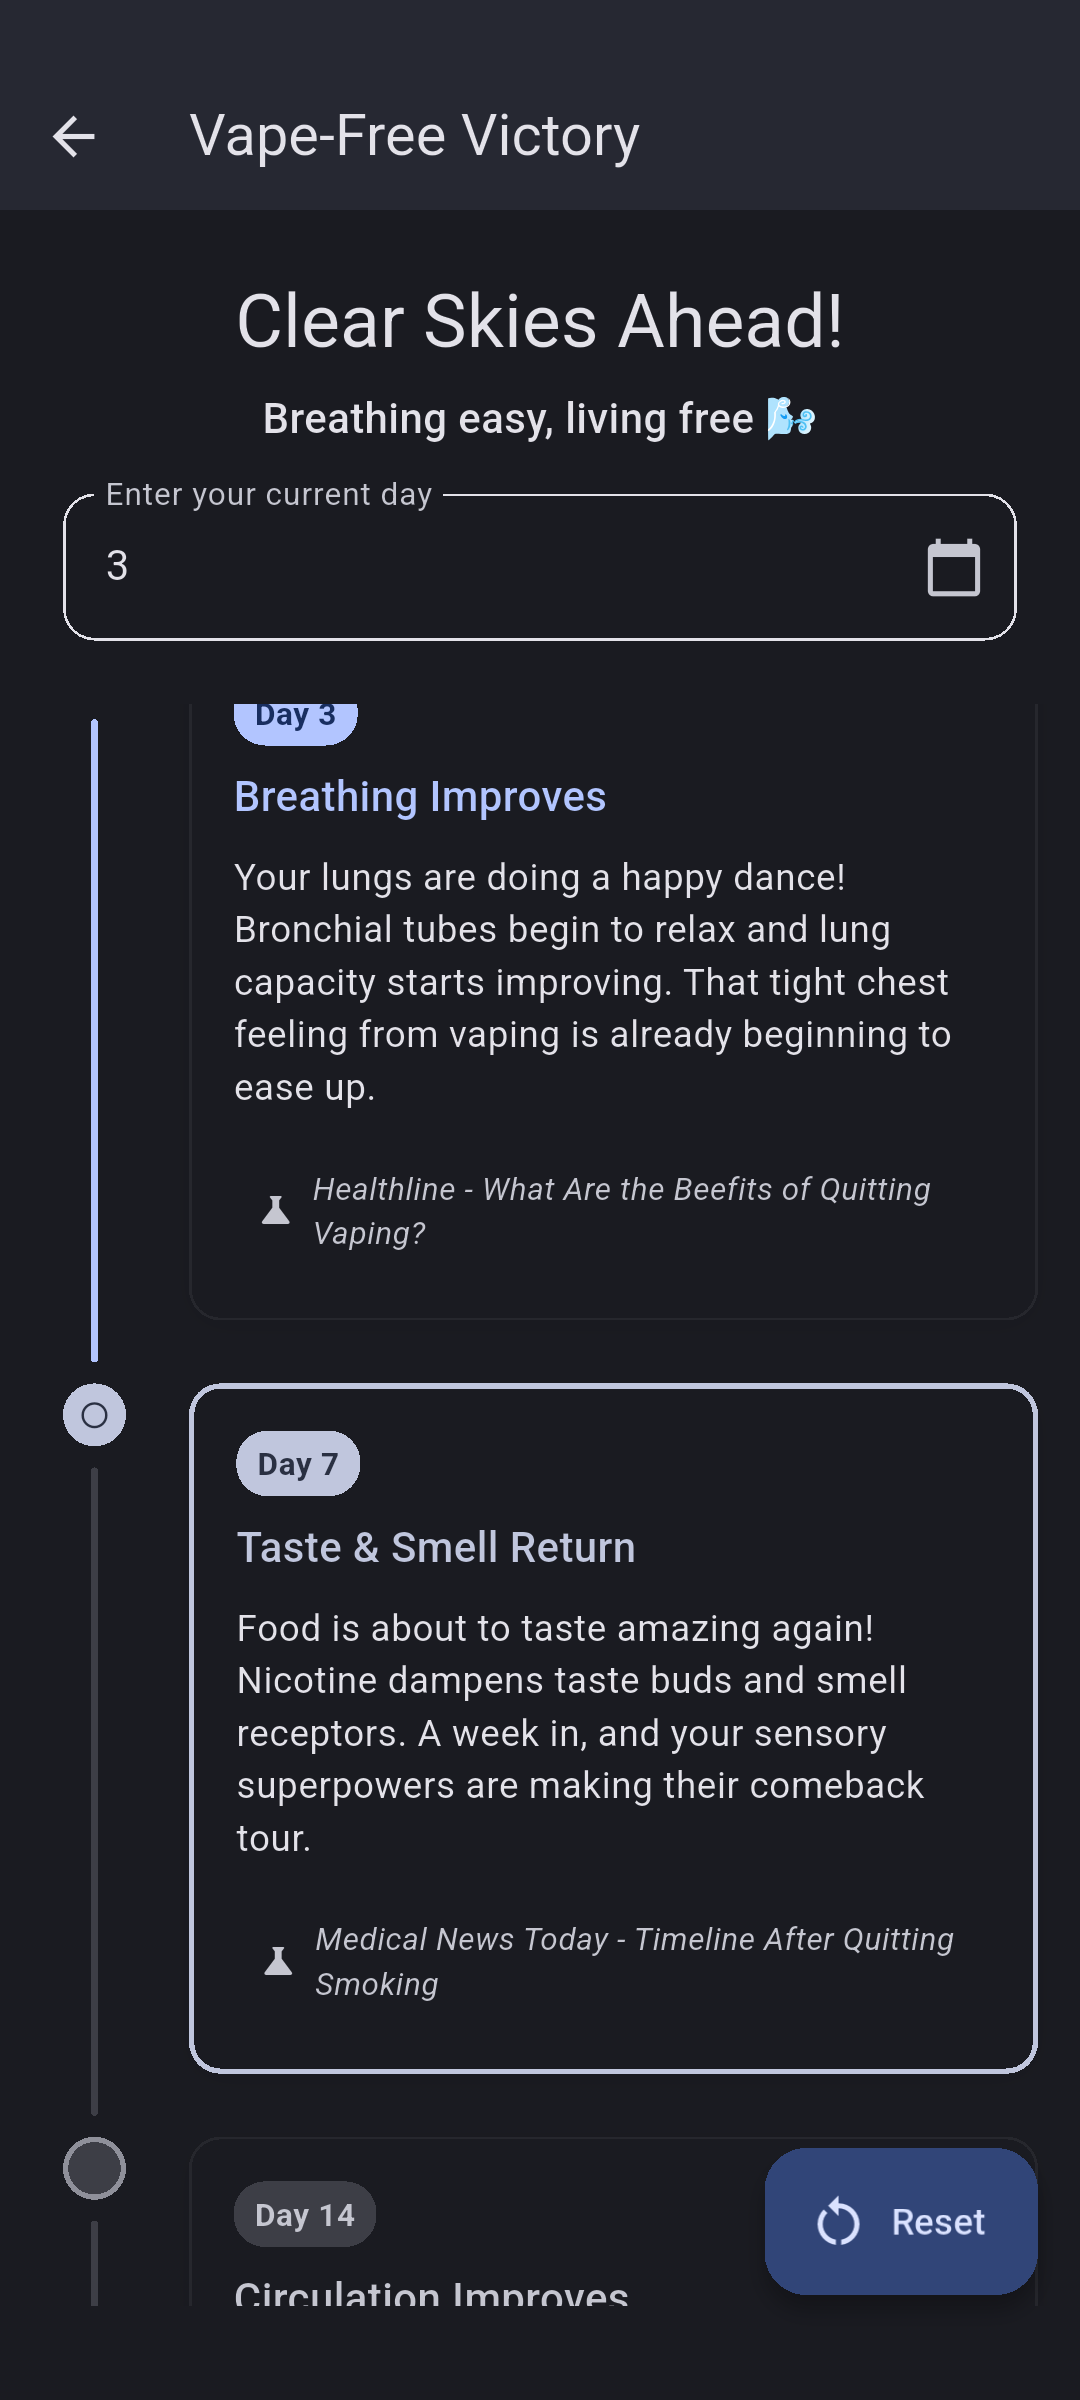 Vape-Free Victory
Clear Skies Ahead!
Breathing easy, living free 🌬️
Enter your current day
3
Day 3
Breathing Improves
Your lungs are doing a happy dance!
Bronchial tubes begin to relax and lung
capacity starts improving. That tight chest
feeling from vaping is already beginning to
ease up.
Healthline - What Are the Beefits of Quitting
Vaping?
Day 7
Taste & Smell Return
Food is about to taste amazing again!
Nicotine dampens taste buds and smell
receptors. A week in, and your sensory
superpowers are making their comeback
tour.
Medical News Today - Timeline After Quitting
Smoking
Day 14
Circulation Improves
Reset